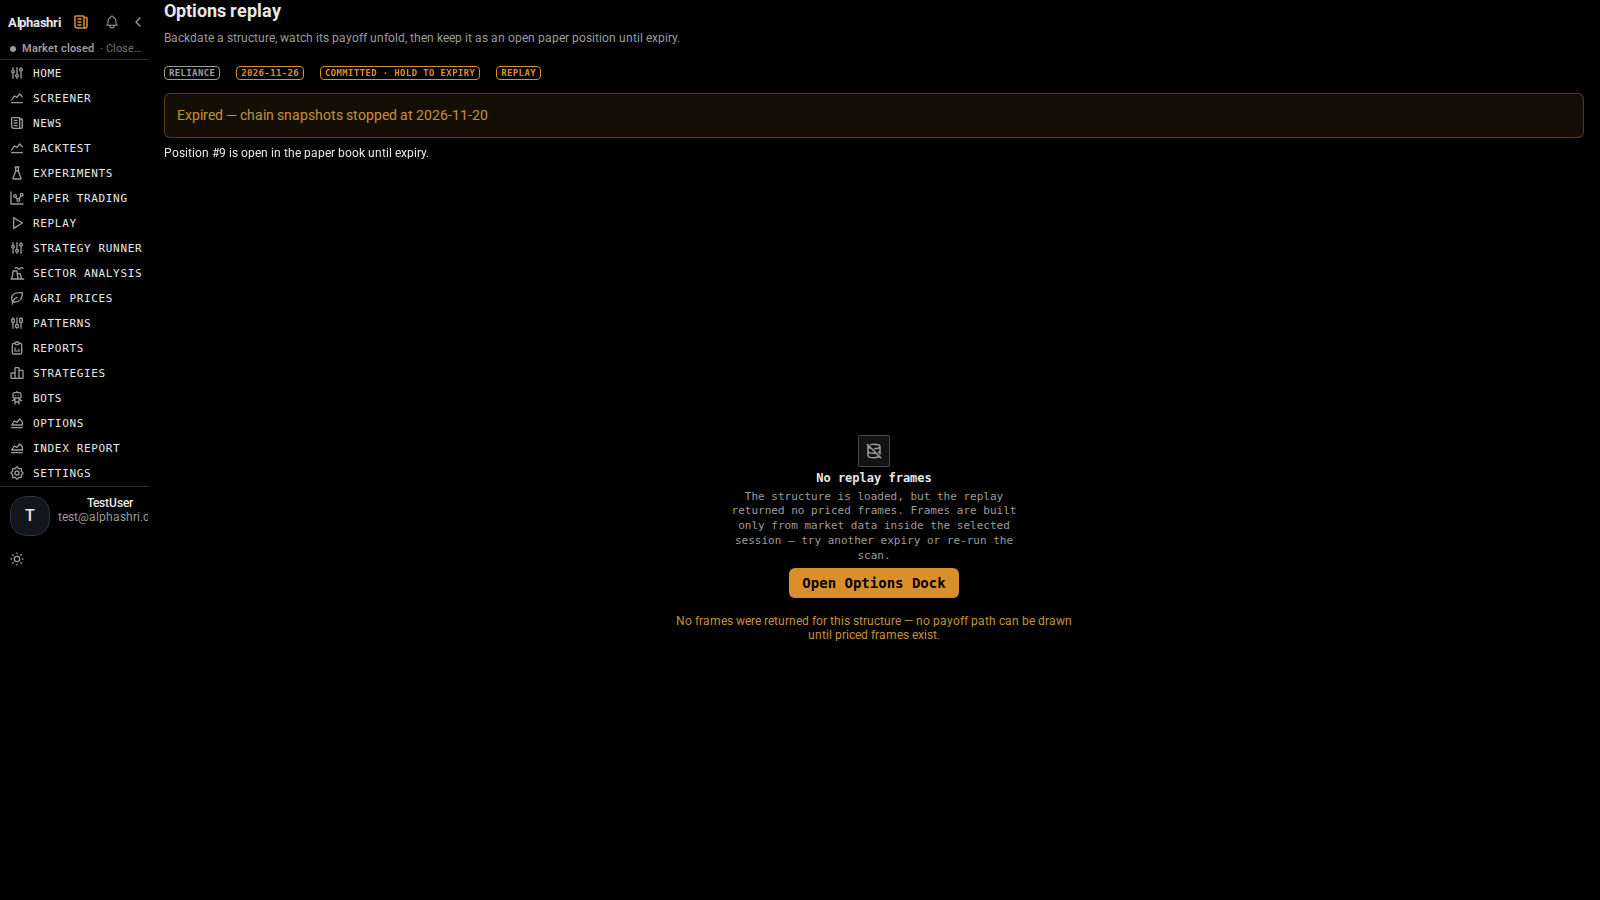 Alphashri
Market closed · Close...
HOME
SCREENER
NEWS
BACKTEST
EXPERIMENTS
PAPER TRADING
REPLAY
STRATEGY RUNNER
SECTOR ANALYSIS
AGRI PRICES
PATTERNS
REPORTS
STRATEGIES
BOTS
OPTIONS
INDEX REPORT
SETTINGS
T
TestUser
test@alphashri.d
Options replay
Backdate a structure, watch its payoff unfold, then keep it as an open paper position until expiry.
RELIANCE 2026-11-26 COMMITTED · HOLD TO EXPIRY REPLAY
Expired — chain snapshots stopped at 2026-11-20
Position #9 is open in the paper book until expiry.
No replay frames
The structure is loaded, but the replay
returned no priced frames. Frames are built
only from market data inside the selected
session — try another expiry or re-run the
scan.
Open Options Dock
No frames were returned for this structure — no payoff path can be drawn
until priced frames exist.